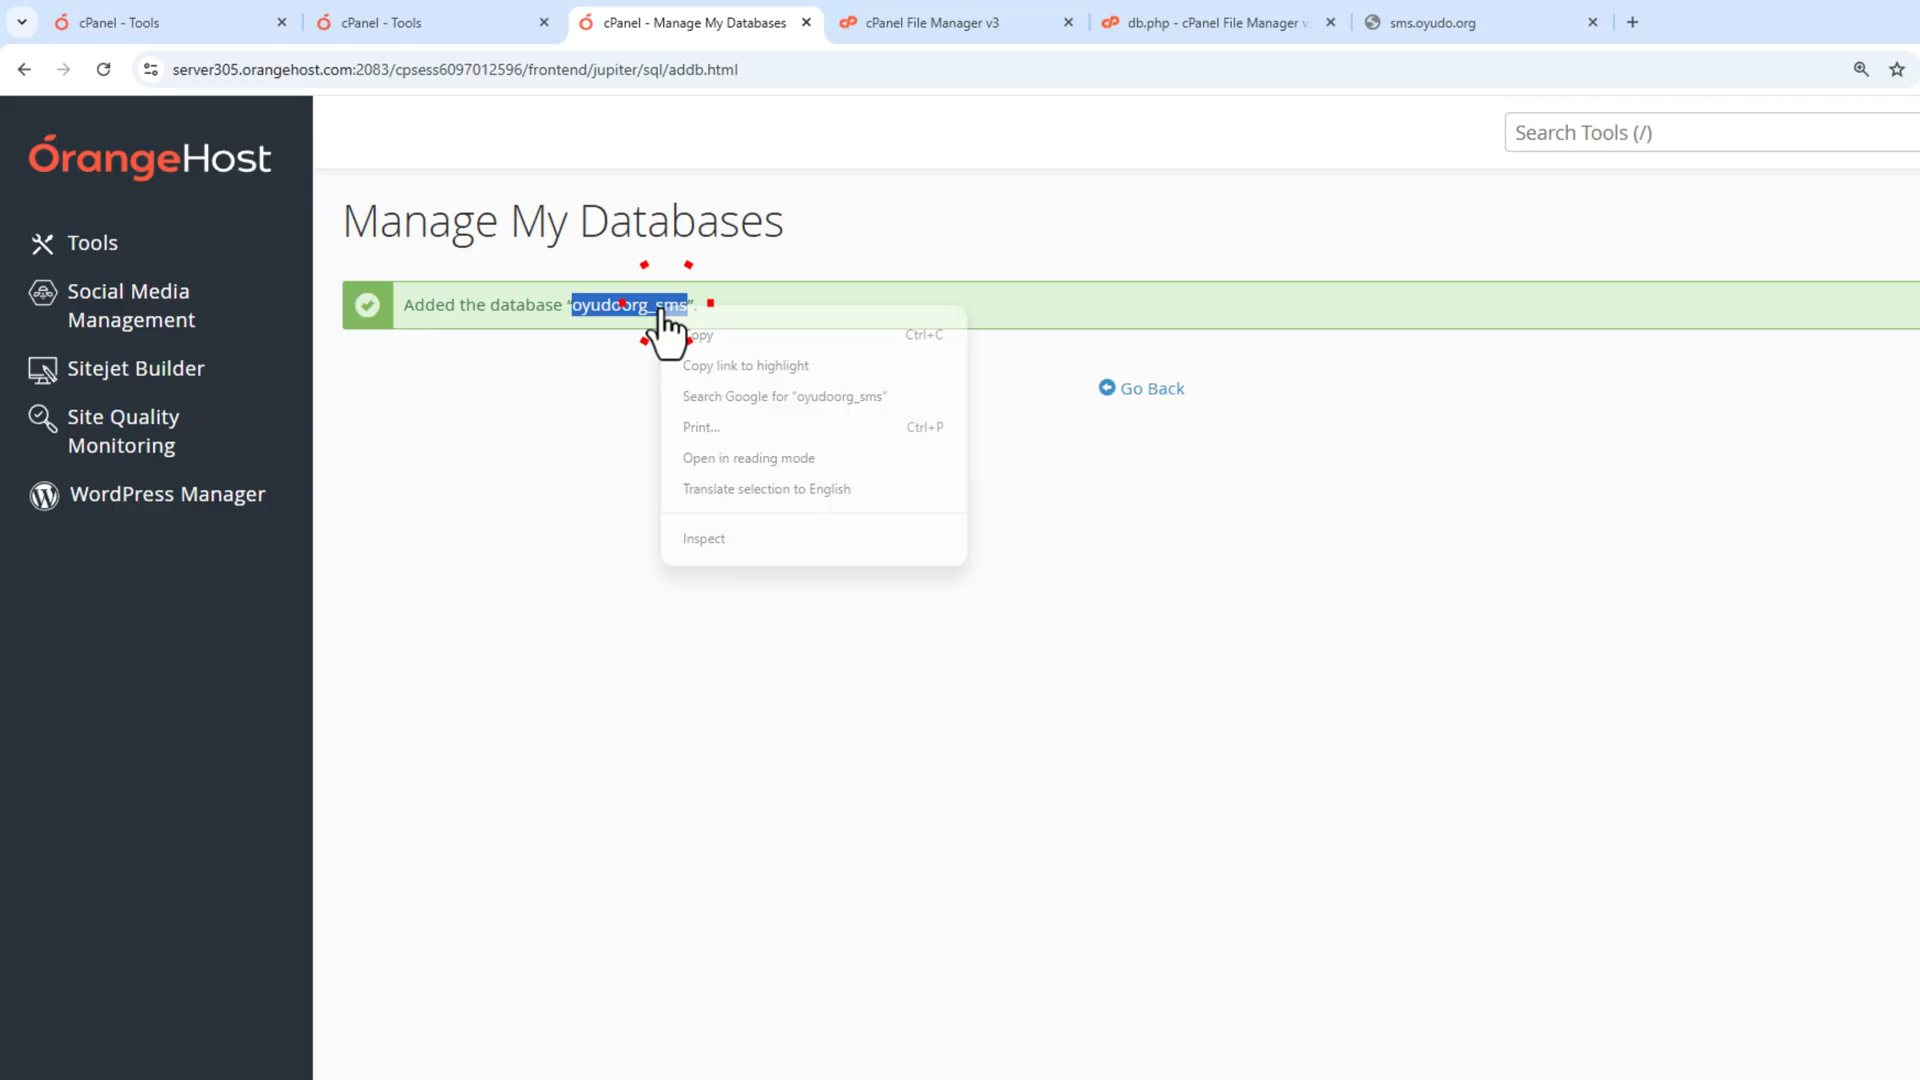 cPanel - Tools
cPanel - Tools
cPanel - Manage My Databases
cPanel File Manager v3
db.php - cPanel File Manager v
sms.oyudo.org
server305.orangehost.com:2083/cpsess6097012596/frontend/jupiter/sql/addb.html
OrangeHost
Search Tools (/)
Tools
Social Media
Management
Sitejet Builder
Site Quality
Monitoring
WordPress Manager
Manage My Databases
Added the database “oyudoorg_sms”.
Copy Ctrl+C
Copy link to highlight
Search Google for “oyudoorg_sms”
Print... Ctrl+P
Open in reading mode
Translate selection to English
Inspect
Go Back